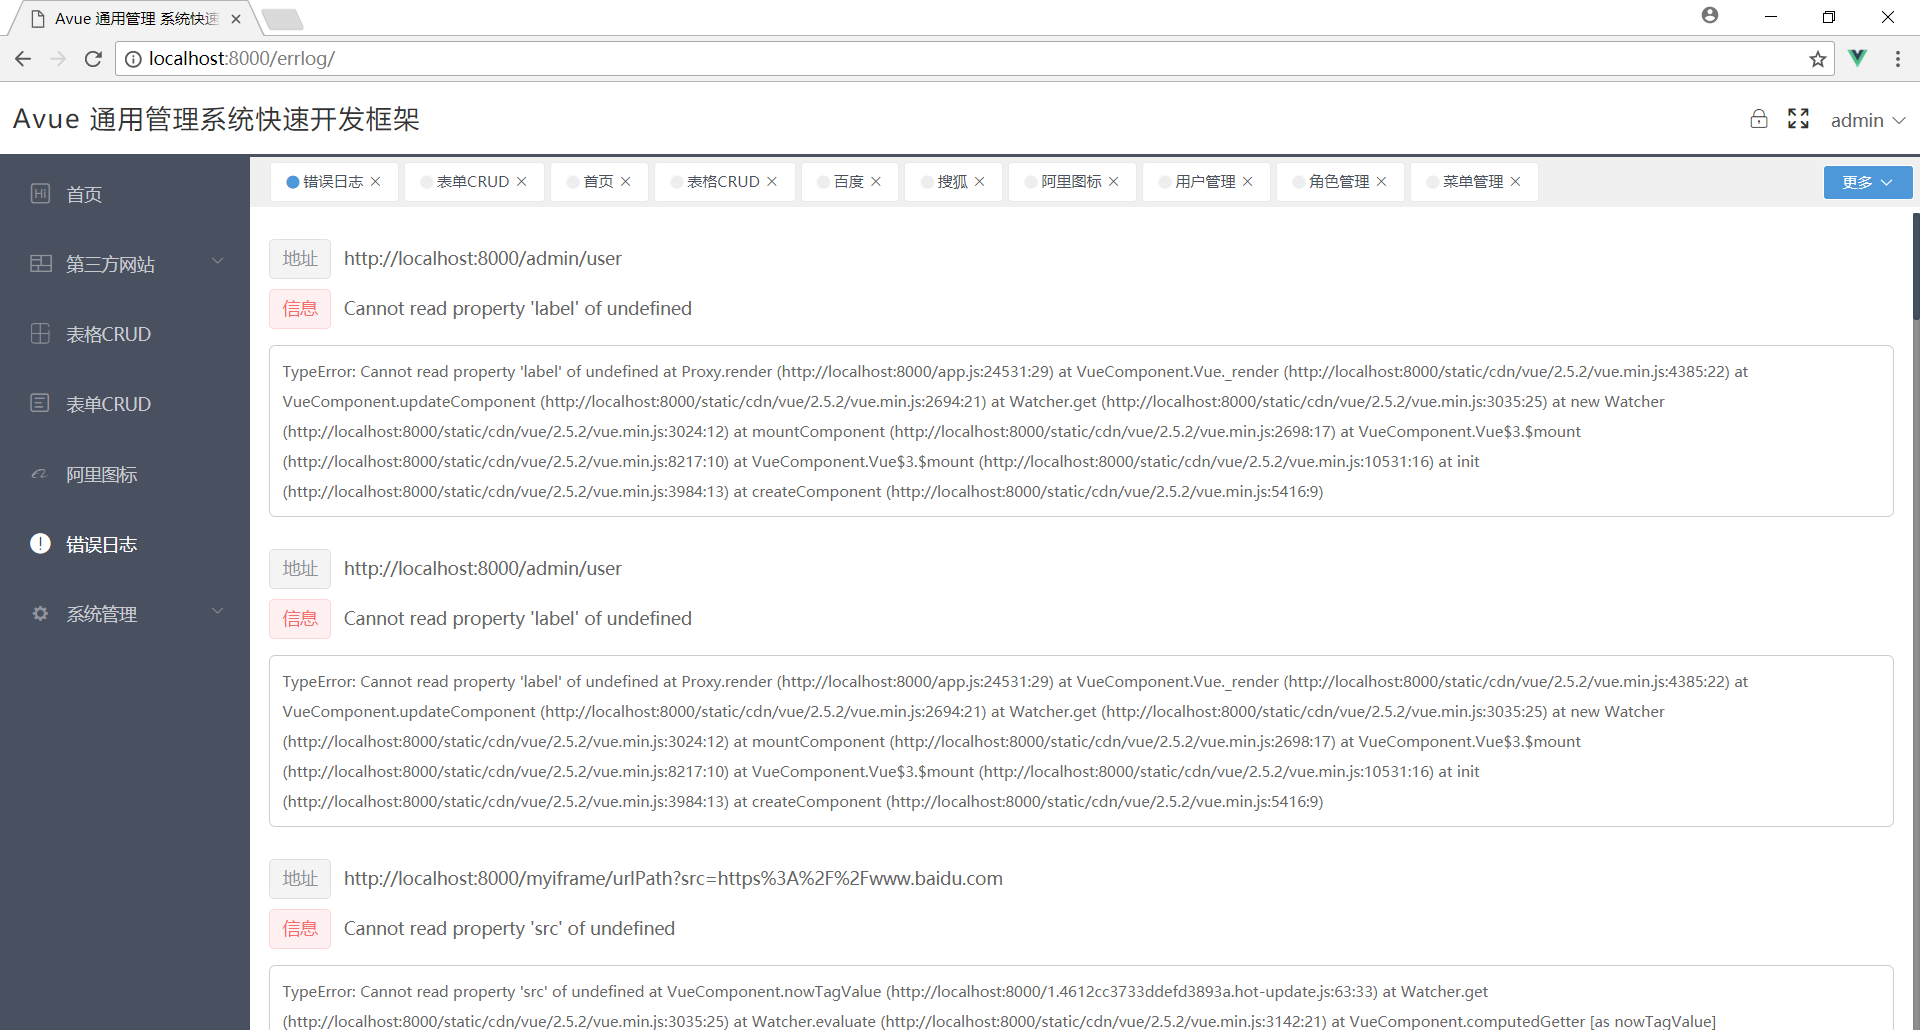 Avue 通用管理 系统快速
localhost:8000/errlog/
Avue 通用管理系统快速开发框架
admin
首页
第三方网站
表格CRUD
表单CRUD
阿里图标
错误日志
系统管理
错误日志 表单CRUD 首页 表格CRUD 百度 搜狐 阿里图标 用户管理 角色管理 菜单管理 更多
地址 http://localhost:8000/admin/user
信息 Cannot read property 'label' of undefined
TypeError: Cannot read property 'label' of undefined at Proxy.render (http://localhost:8000/app.js:24531:29) at VueComponent.Vue._render (http://localhost:8000/static/cdn/vue/2.5.2/vue.min.js:4385:22) at
VueComponent.updateComponent (http://localhost:8000/static/cdn/vue/2.5.2/vue.min.js:2694:21) at Watcher.get (http://localhost:8000/static/cdn/vue/2.5.2/vue.min.js:3035:25) at new Watcher
(http://localhost:8000/static/cdn/vue/2.5.2/vue.min.js:3024:12) at mountComponent (http://localhost:8000/static/cdn/vue/2.5.2/vue.min.js:2698:17) at VueComponent.Vue$3.$mount
(http://localhost:8000/static/cdn/vue/2.5.2/vue.min.js:8217:10) at VueComponent.Vue$3.$mount (http://localhost:8000/static/cdn/vue/2.5.2/vue.min.js:10531:16) at init
(http://localhost:8000/static/cdn/vue/2.5.2/vue.min.js:3984:13) at createComponent (http://localhost:8000/static/cdn/vue/2.5.2/vue.min.js:5416:9)
地址 http://localhost:8000/admin/user
信息 Cannot read property 'label' of undefined
TypeError: Cannot read property 'label' of undefined at Proxy.render (http://localhost:8000/app.js:24531:29) at VueComponent.Vue._render (http://localhost:8000/static/cdn/vue/2.5.2/vue.min.js:4385:22) at
VueComponent.updateComponent (http://localhost:8000/static/cdn/vue/2.5.2/vue.min.js:2694:21) at Watcher.get (http://localhost:8000/static/cdn/vue/2.5.2/vue.min.js:3035:25) at new Watcher
(http://localhost:8000/static/cdn/vue/2.5.2/vue.min.js:3024:12) at mountComponent (http://localhost:8000/static/cdn/vue/2.5.2/vue.min.js:2698:17) at VueComponent.Vue$3.$mount
(http://localhost:8000/static/cdn/vue/2.5.2/vue.min.js:8217:10) at VueComponent.Vue$3.$mount (http://localhost:8000/static/cdn/vue/2.5.2/vue.min.js:10531:16) at init
(http://localhost:8000/static/cdn/vue/2.5.2/vue.min.js:3984:13) at createComponent (http://localhost:8000/static/cdn/vue/2.5.2/vue.min.js:5416:9)
地址 http://localhost:8000/myiframe/urlPath?src=https%3A%2F%2Fwww.baidu.com
信息 Cannot read property 'src' of undefined
TypeError: Cannot read property 'src' of undefined at VueComponent.nowTagValue (http://localhost:8000/1.4612cc3733ddefd3893a.hot-update.js:63:33) at Watcher.get
(http://localhost:8000/static/cdn/vue/2.5.2/vue.min.js:3035:25) at Watcher.evaluate (http://localhost:8000/static/cdn/vue/2.5.2/vue.min.js:3142:21) at VueComponent.computedGetter [as nowTagValue]